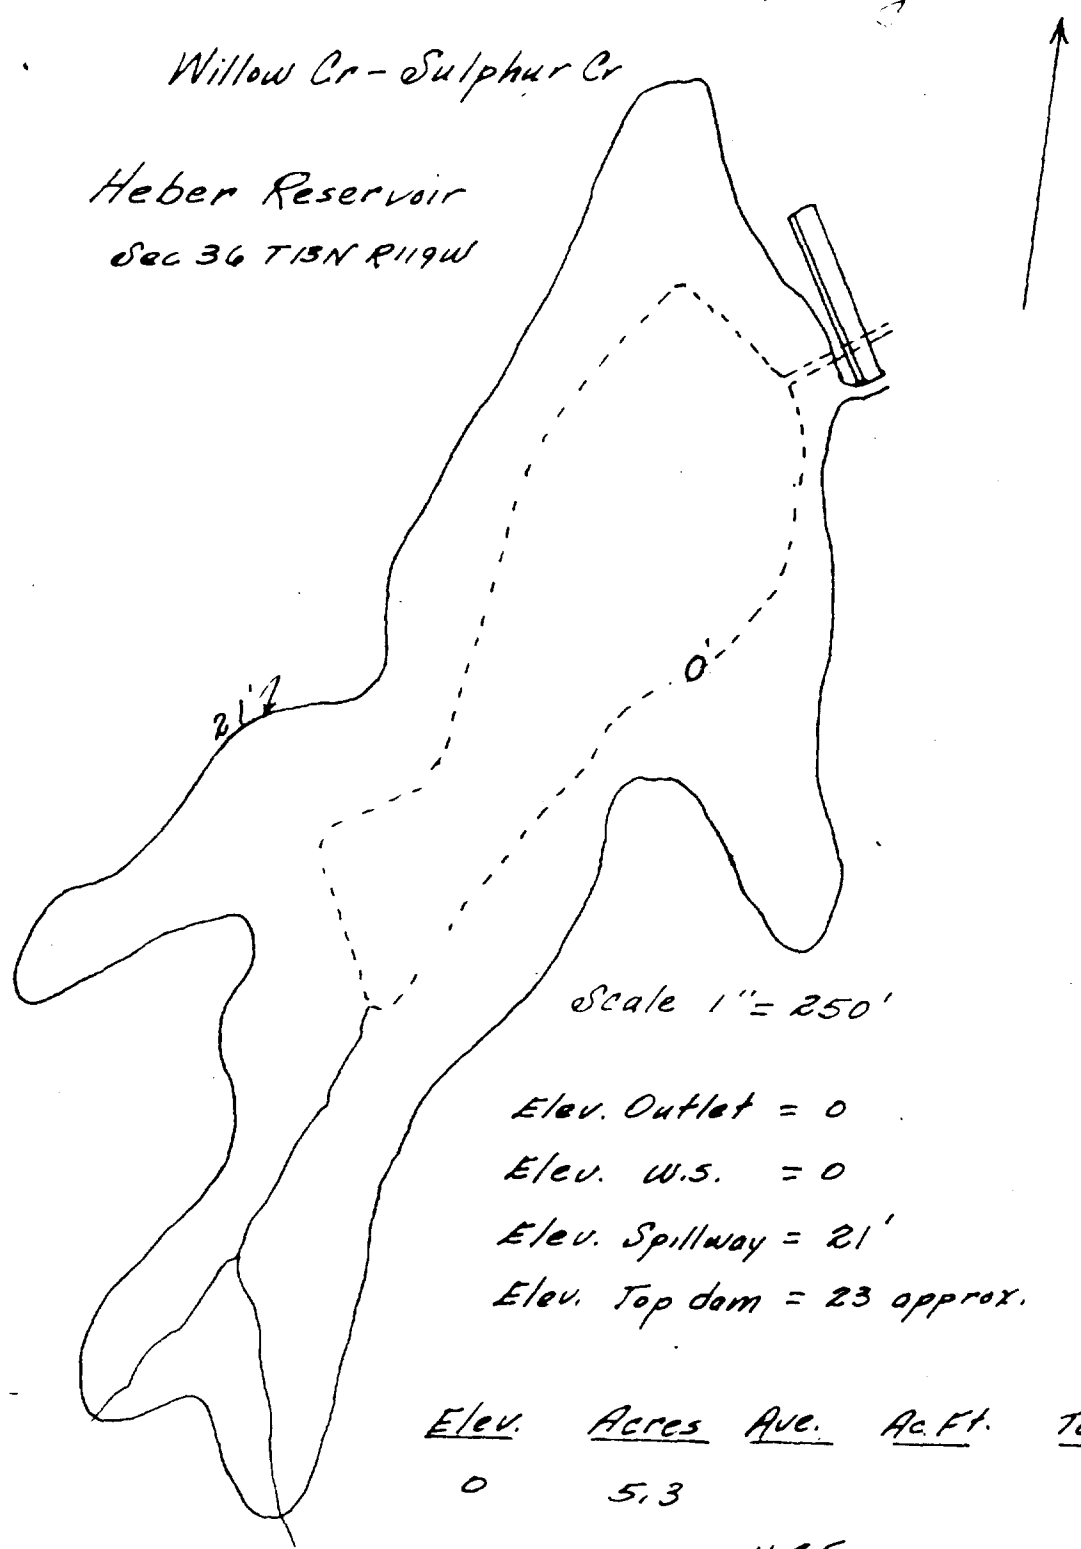 Willow Cr - Sulphur Cr
Heber Reservoir
Sec 36 T13N R119W
21'
0'
Scale 1" = 250'
Elev. Outlet = 0
Elev. W.S. = 0
Elev. Spillway = 21'
Elev. Top dam = 23 approx.
Elev. Acres Ave. Ac. Ft.
0 5.3